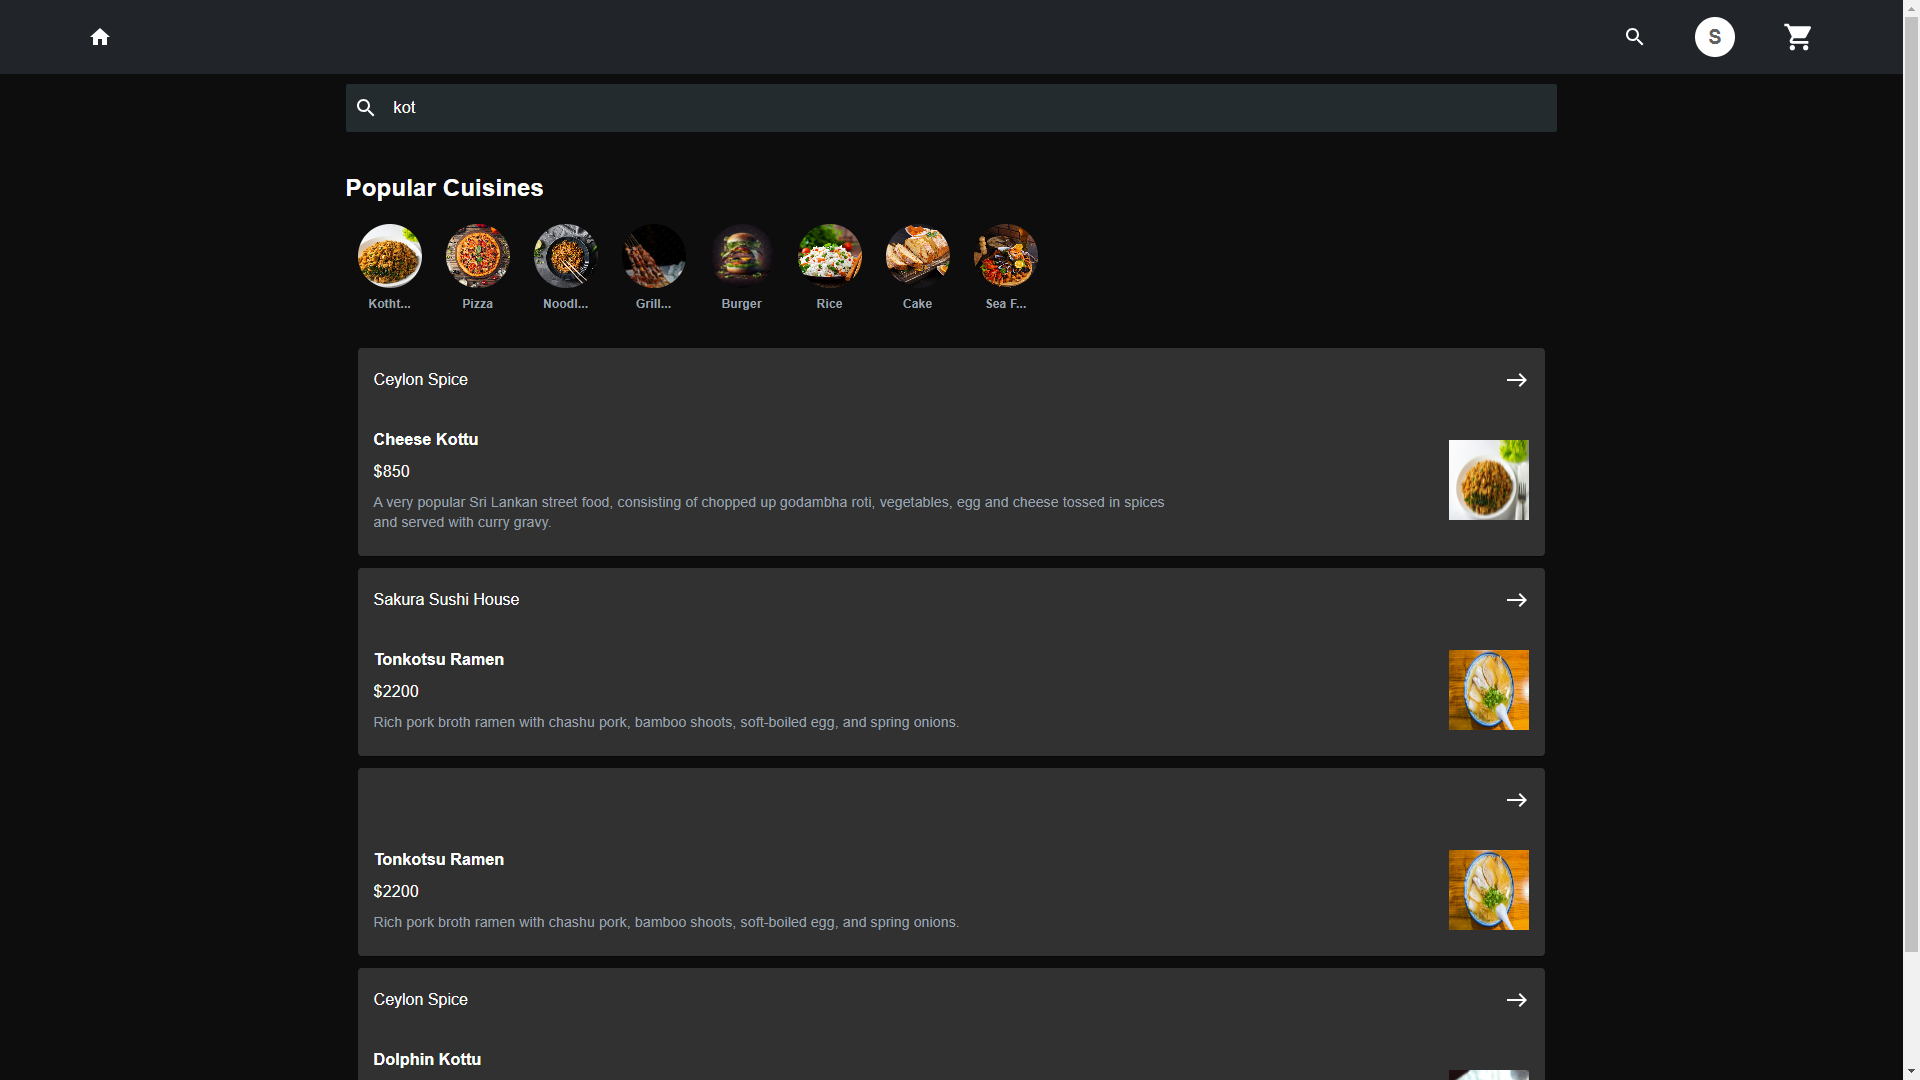 S
kot
Popular Cuisines
Kotht...
Pizza
Noodl...
Grill...
Burger
Rice
Cake
Sea F...
Ceylon Spice
Cheese Kottu
$850
A very popular Sri Lankan street food, consisting of chopped up godambha roti, vegetables, egg and cheese tossed in spices
and served with curry gravy.
Sakura Sushi House
Tonkotsu Ramen
$2200
Rich pork broth ramen with chashu pork, bamboo shoots, soft-boiled egg, and spring onions.
Tonkotsu Ramen
$2200
Rich pork broth ramen with chashu pork, bamboo shoots, soft-boiled egg, and spring onions.
Ceylon Spice
Dolphin Kottu